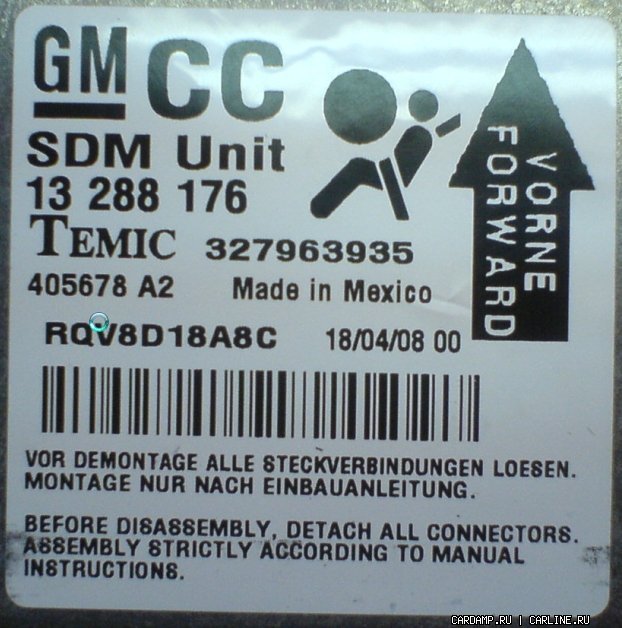 GM CC
SDM Unit
13 288 176
TEMIC 327963935
405678 A2 Made in Mexico
RQV8D18A8C 18/04/08 00
VORNE
FORWARD
VOR DEMONTAGE ALLE STECKVERBINDUNGEN LOESEN.
MONTAGE NUR NACH EINBAUANLEITUNG.
BEFORE DISASSEMBLY, DETACH ALL CONNECTORS.
ASSEMBLY STRICTLY ACCORDING TO MANUAL
INSTRUCTIONS.
CARDAMP.RU | CARLINE.RU